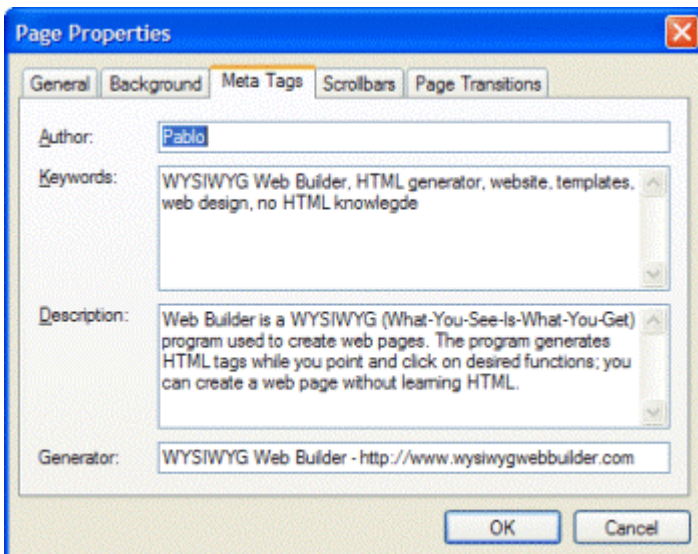 Page Properties
General Background Meta Tags Scrollbars Page Transitions
Author: Pablo
Keywords: WYSIWYG Web Builder, HTML generator, website, templates,
web design, no HTML knowlegde
Description: Web Builder is a WYSIWYG (What-You-See-Is-What-You-Get)
program used to create web pages. The program generates
HTML tags while you point and click on desired functions; you
can create a web page without learning HTML.
Generator: WYSIWYG Web Builder - http://www.wysiwygwebbuilder.com
OK Cancel